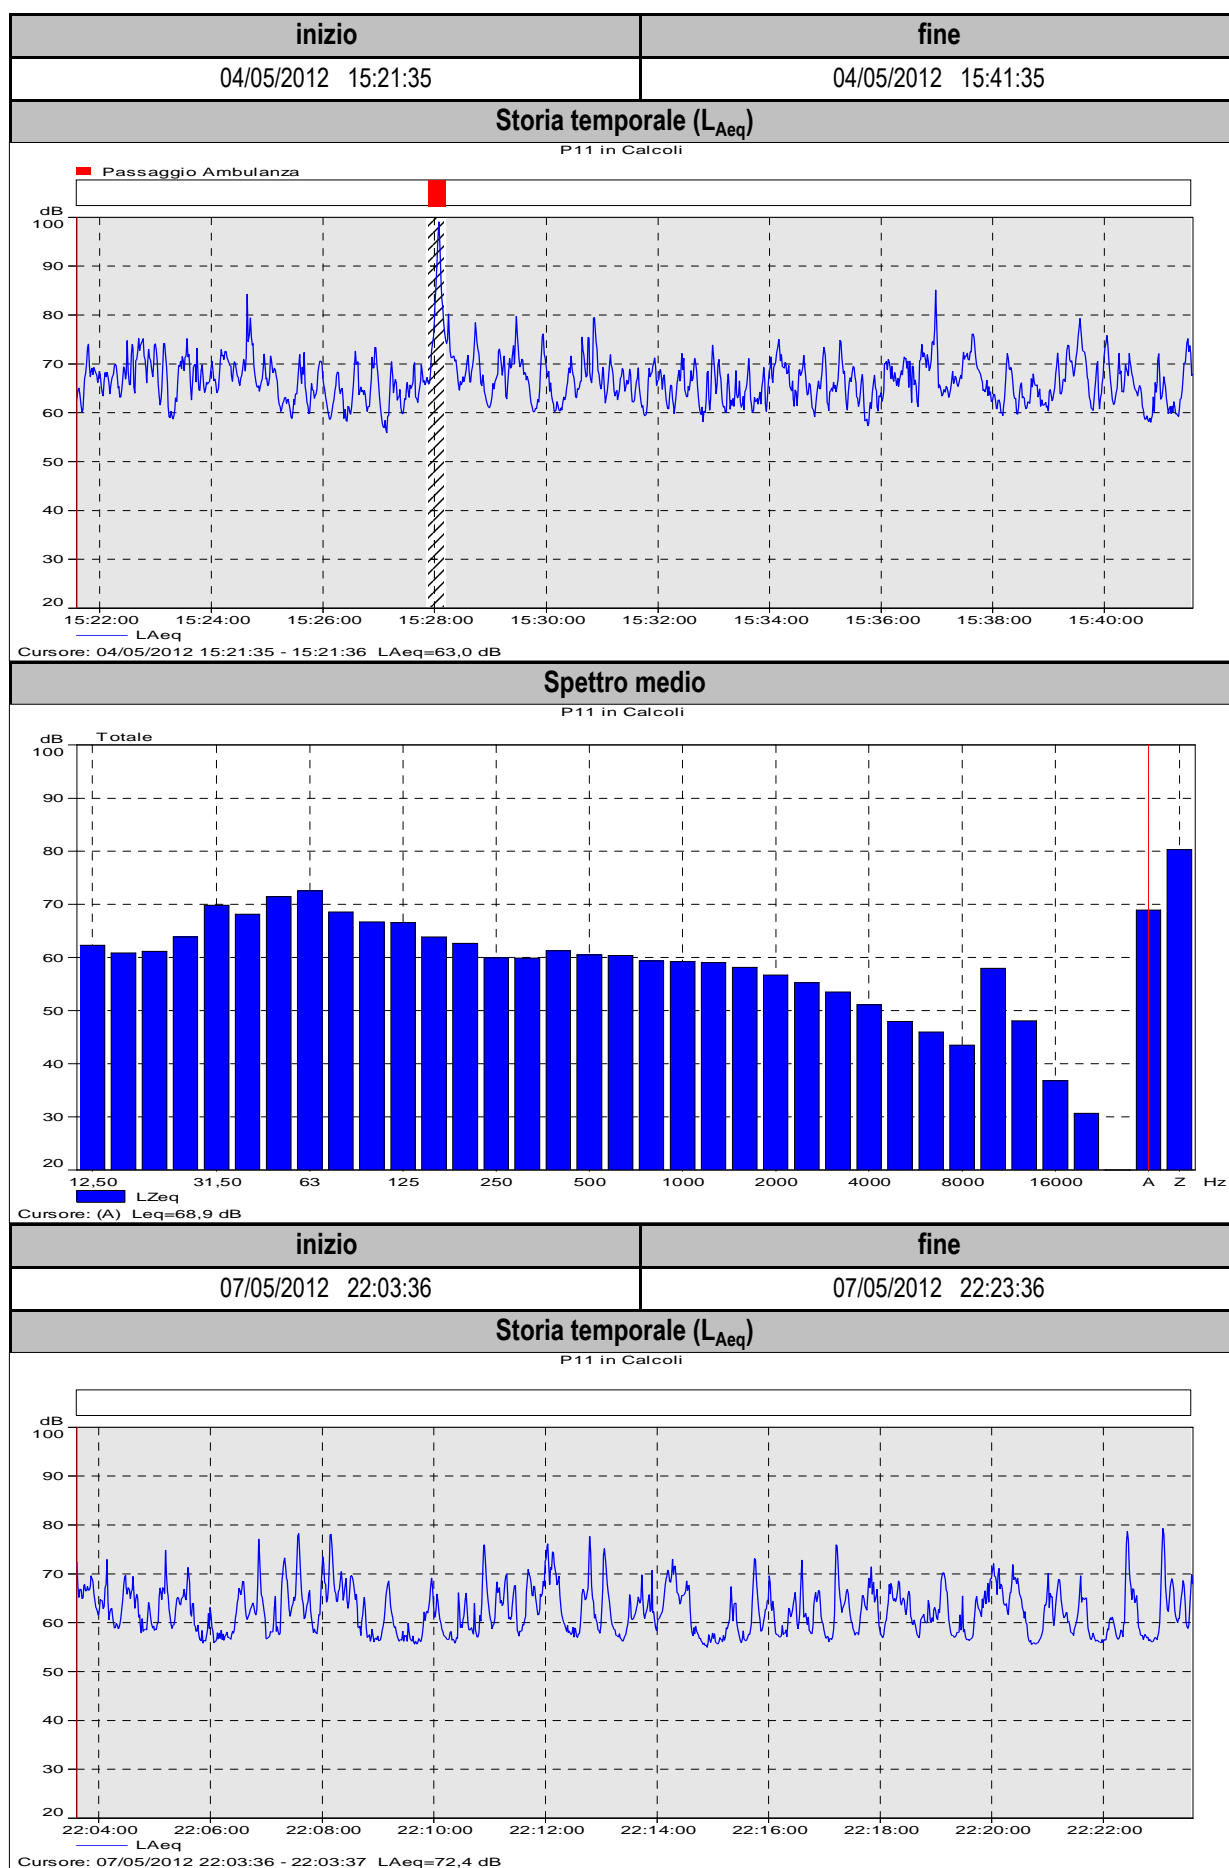 inizio fine
04/05/2012 15:21:35 04/05/2012 15:41:35
Storia temporale (LAeq)
P11 in Calcoli
Passaggio Ambulanza
dB
100
90
80
70
60
50
40
30
20
15:22:00 15:24:00 15:26:00 15:28:00 15:30:00 15:32:00 15:34:00 15:36:00 15:38:00 15:40:00
LAeq
Cursore: 04/05/2012 15:21:35 - 15:21:36 LAeq=63,0 dB
Spettro medio
P11 in Calcoli
dB Totale
100
90
80
70
60
50
40
30
20
12,50 31,50 63 125 250 500 1000 2000 4000 8000 16000 A Z Hz
LZeq
Cursore: (A) Leq=68,9 dB
inizio fine
07/05/2012 22:03:36 07/05/2012 22:23:36
Storia temporale (LAeq)
P11 in Calcoli
dB
100
90
80
70
60
50
40
30
20
22:04:00 22:06:00 22:08:00 22:10:00 22:12:00 22:14:00 22:16:00 22:18:00 22:20:00 22:22:00
LAeq
Cursore: 07/05/2012 22:03:36 - 22:03:37 LAeq=72,4 dB